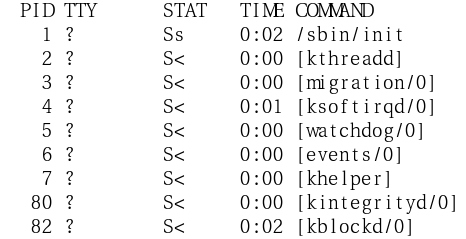 PID TTY      STAT   TIME COMMAND
  1 ?        Ss     0:02 /sbin/init
  2 ?        S<     0:00 [kthreadd]
  3 ?        S<     0:00 [migration/0]
  4 ?        S<     0:01 [ksoftirqd/0]
  5 ?        S<     0:00 [watchdog/0]
  6 ?        S<     0:00 [events/0]
  7 ?        S<     0:00 [khelper]
 80 ?        S<     0:00 [kintegrityd/0]
 82 ?        S<     0:02 [kblockd/0]